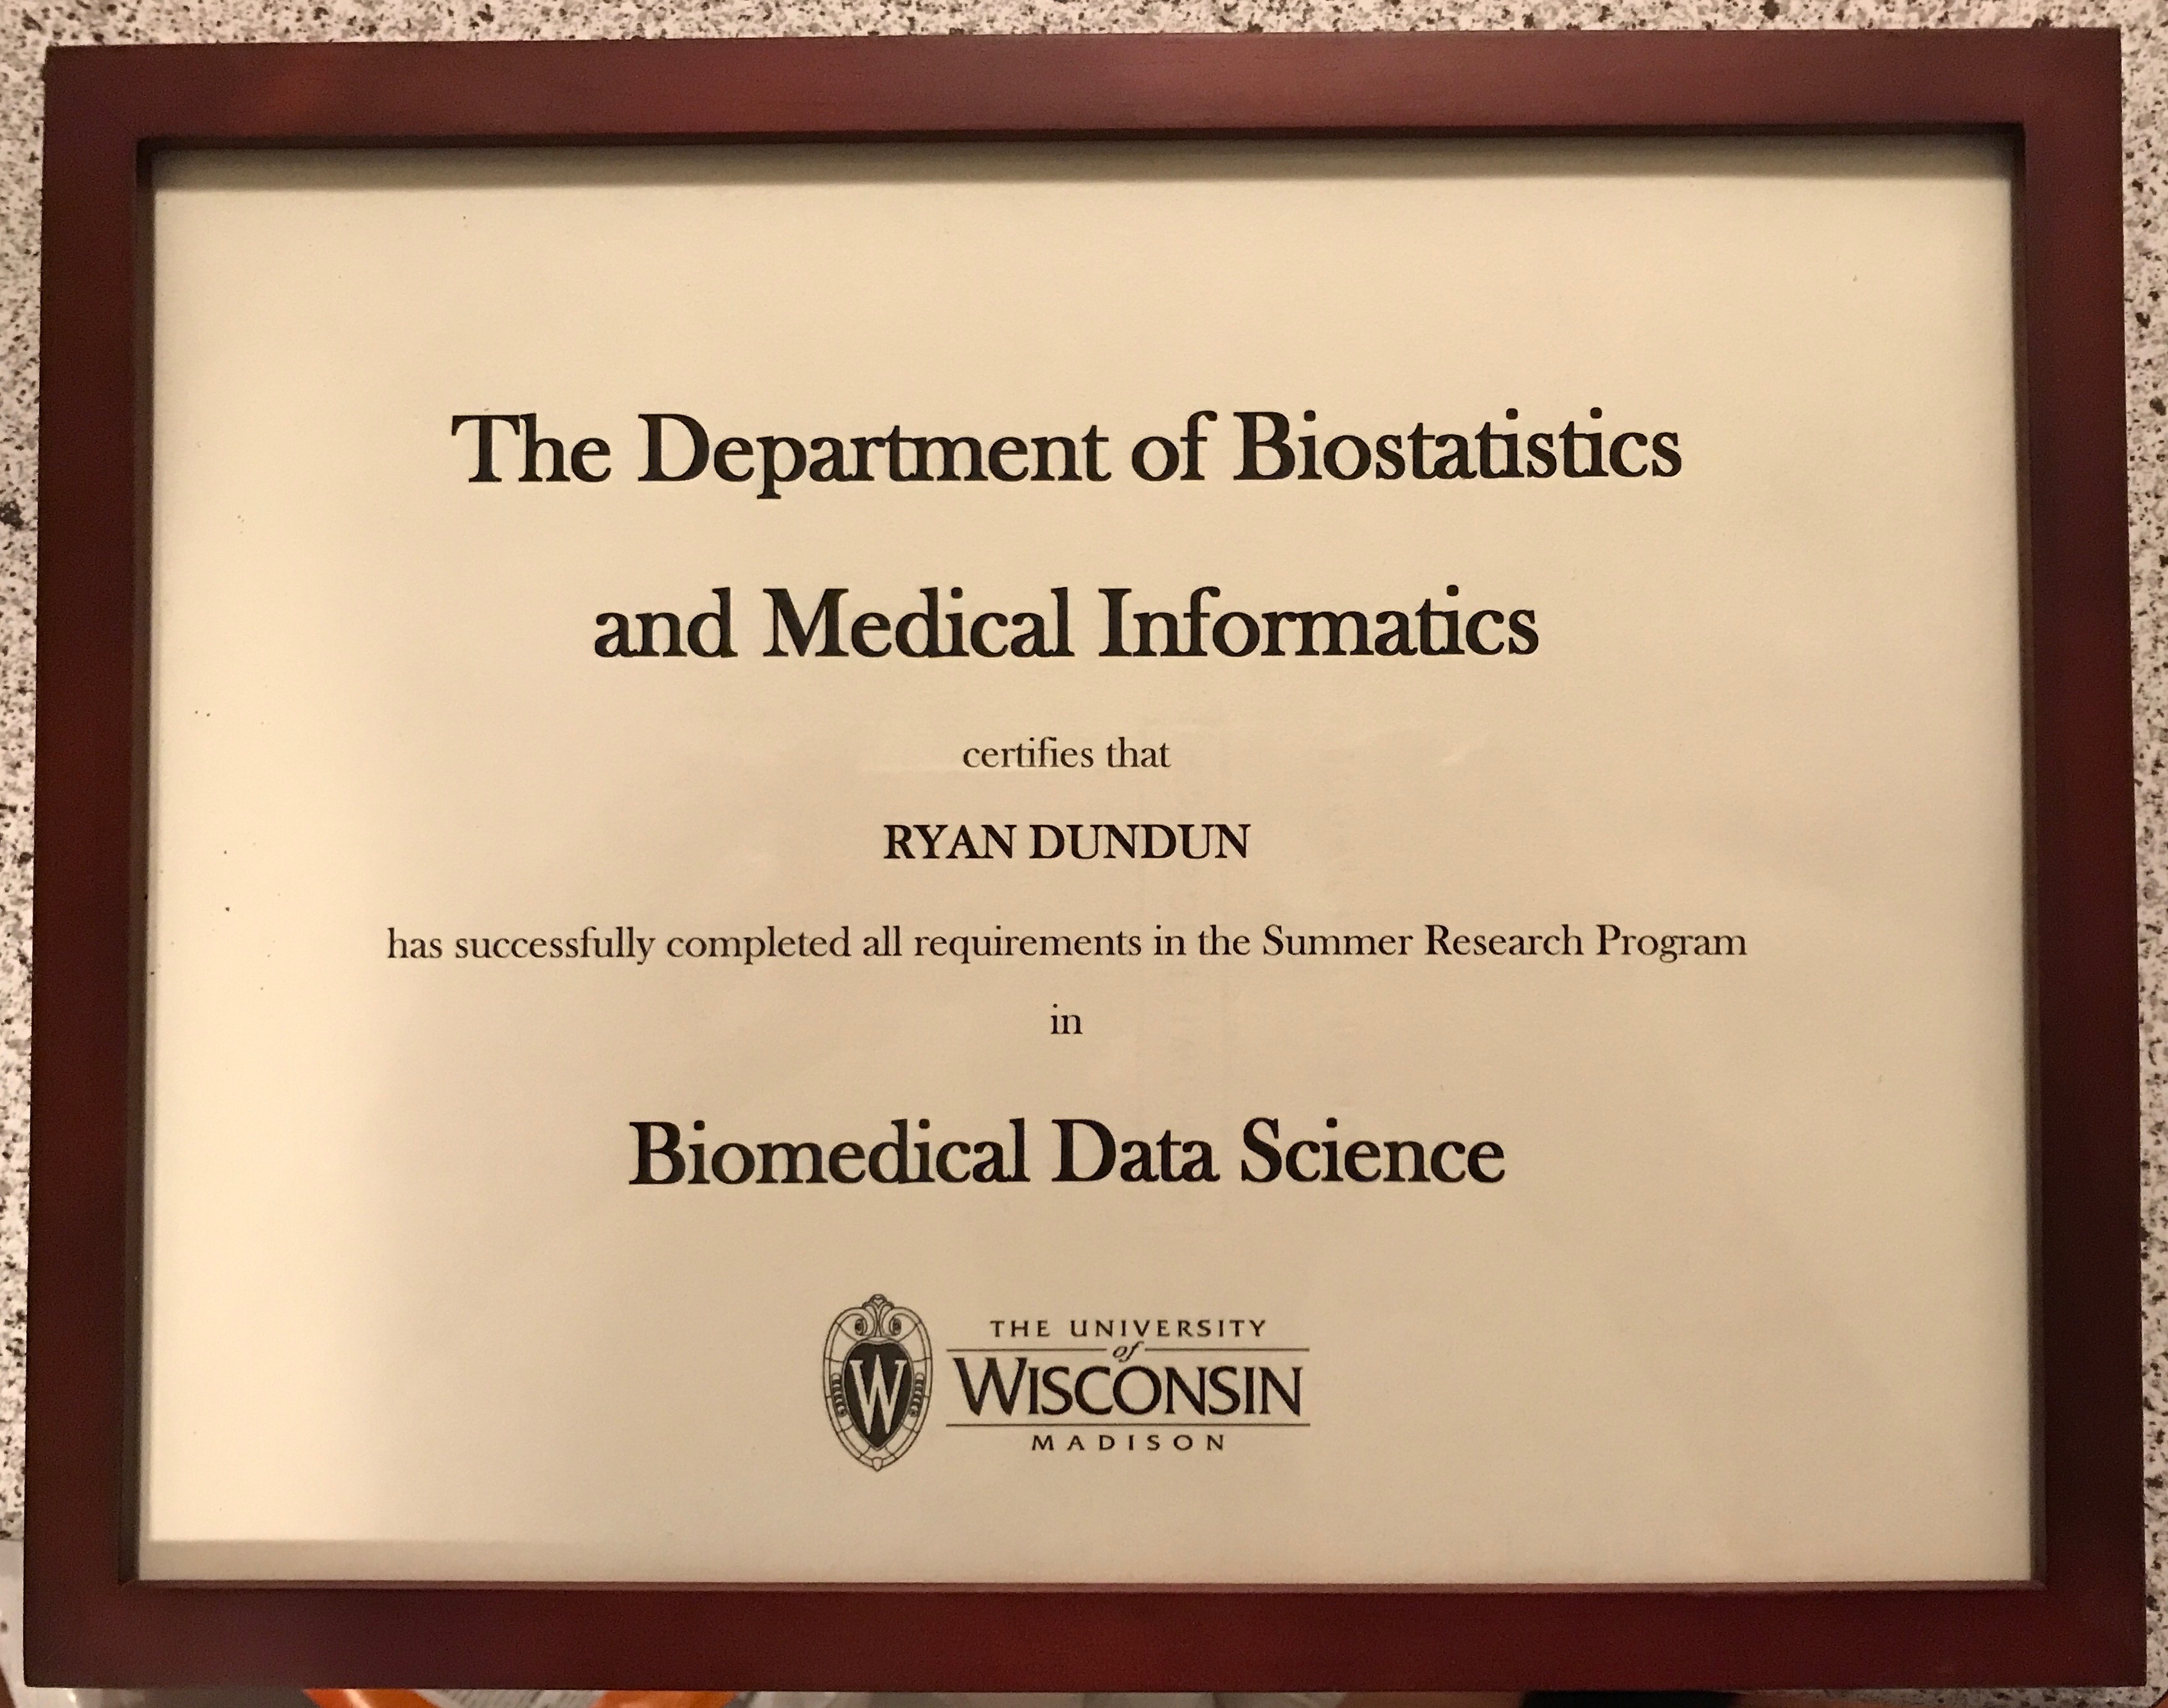 The Department of Biostatistics
and Medical Informatics
certifies that
RYAN DUNDUN
has successfully completed all requirements in the Summer Research Program
in
Biomedical Data Science
W
THE UNIVERSITY
of
WISCONSIN
MADISON